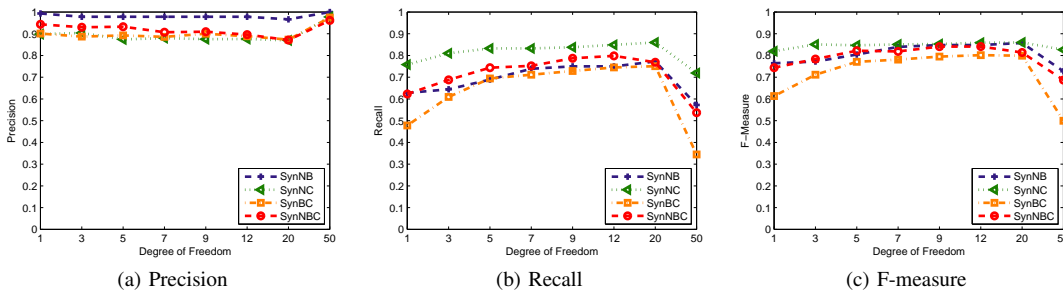 1
0.9
0.8
0.7
0.6
0.5
0.4
0.3
0.2
0.1
0
Precision
1 3 5 7 9 12 20 50
Degree of Freedom
SynNB
SynNC
SynBC
SynNBC
(a) Precision
1
0.9
0.8
0.7
0.6
0.5
0.4
0.3
0.2
0.1
0
Recall
1 3 5 7 9 12 20 50
Degree of Freedom
SynNB
SynNC
SynBC
SynNBC
(b) Recall
1
0.9
0.8
0.7
0.6
0.5
0.4
0.3
0.2
0.1
0
F-Measure
1 3 5 7 9 12 20
Degree of Freedom
SynNB
SynNC
SynBC
SynNBC
(c) F-measure